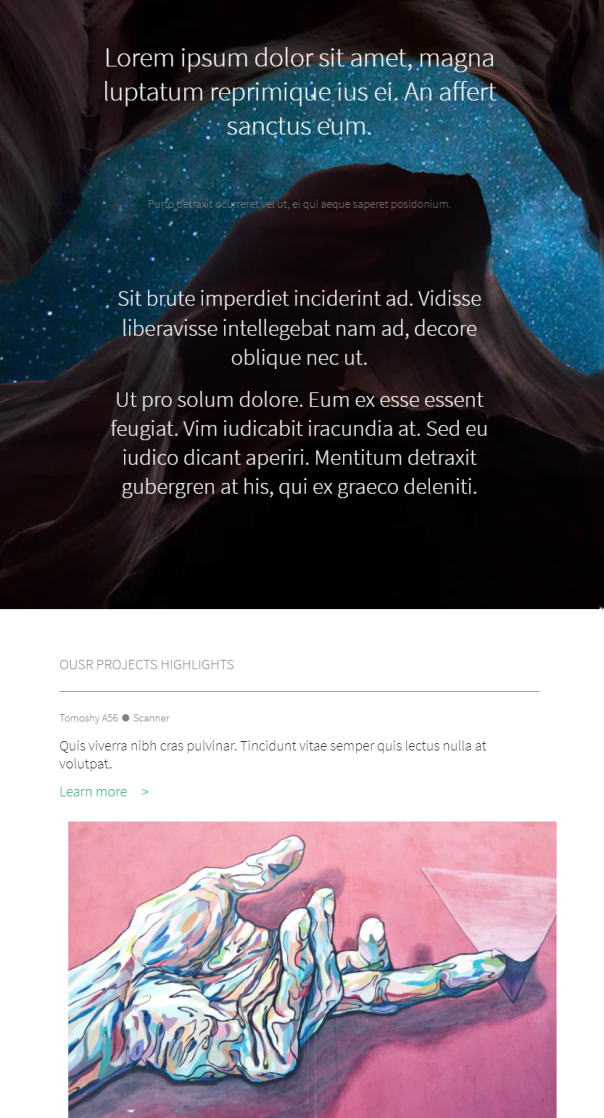 Lorem ipsum dolor sit amet, magna
luptatum reprimique ius ei. An affert
sanctus eum.
Purto detraxit ocurreret vel ut, ei qui aeque saperet posidonium.
Sit brute imperdiet inciderint ad. Vidisse
liberavisse intellegebat nam ad, decore
oblique nec ut.
Ut pro solum dolore. Eum ex esse essent
feugiat. Vim iudicabit iracundia at. Sed eu
iudico dicant aperiri. Mentitum detraxit
gubergren at his, qui ex graeco deleniti.
OUSR PROJECTS HIGHLIGHTS
Tomoshy A56 ● Scanner
Quis viverra nibh cras pulvinar. Tincidunt vitae semper quis lectus nulla at
volutpat.
Learn more >